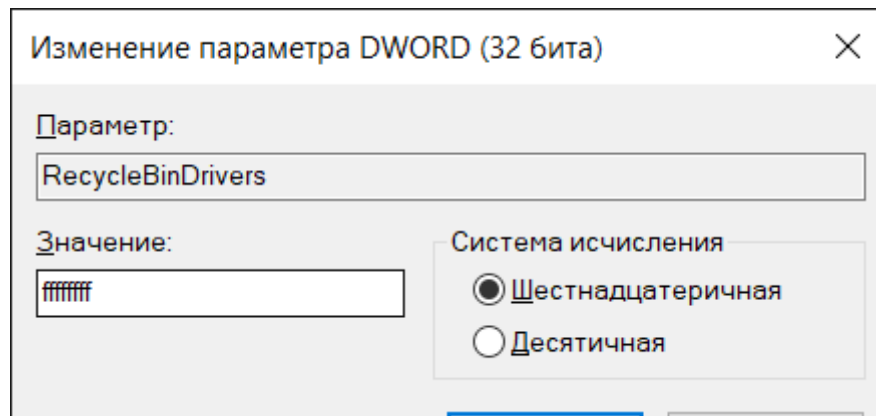 Изменение параметра DWORD (32 бита)
Параметр:
RecycleBinDrivers
Значение:
Система исчисления
ffffffff
Шестнадцатеричная
Десятичная